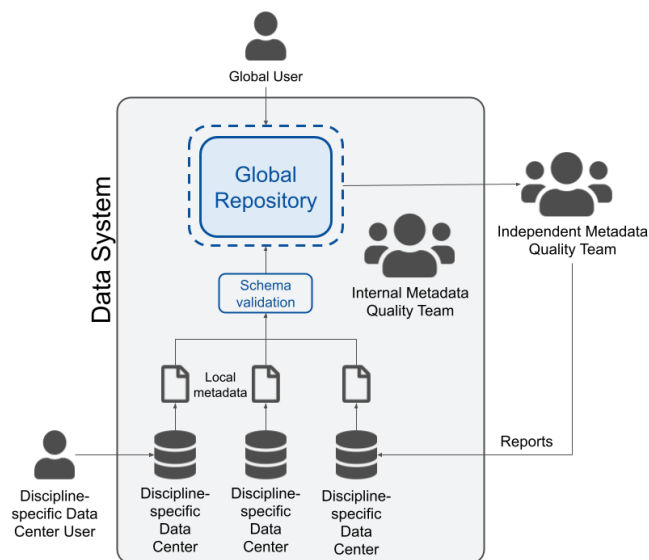 Global User
Data System
Global
Repository
Independent Metadata
Quality Team
Internal Metadata
Quality Team
Schema
validation
Local
metadata
Reports
Discipline-
specific Data
Center User
Discipline-
specific
Data
Center
Discipline-
specific
Data
Center
Discipline-
specific
Data
Center